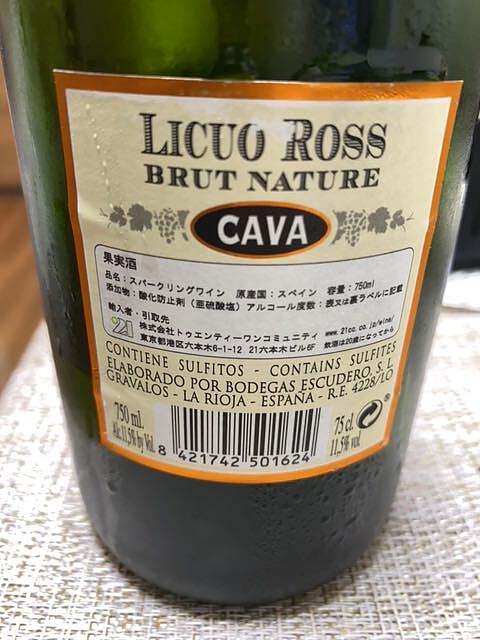 LICUO ROSS
BRUT NATURE
CAVA
果実酒
品名：スパークリングワイン 原産国：スペイン 容量：750ml
添加物：酸化防止剤（亜硫酸塩）アルコール度数：表又は裏ラベルに記載
輸入者・引取先
21 株式会社トゥエンティーワンコミュニティ www.21cc.co.jp/wine/
東京都港区六本木6-1-12 21六本木ビル6F 飲酒は20歳になってから
CONTIENE SULFITOS - CONTAINS SULFITES
ELABORADO POR BODEGAS ESCUDERO, S. L.
GRAVALOS - LA RIOJA - ESPAÑA - R.E. 4228/LO
750 ml.
Alc. 11,5% by Vol.
75 cl.
11,5% vol.
8 421742 501624